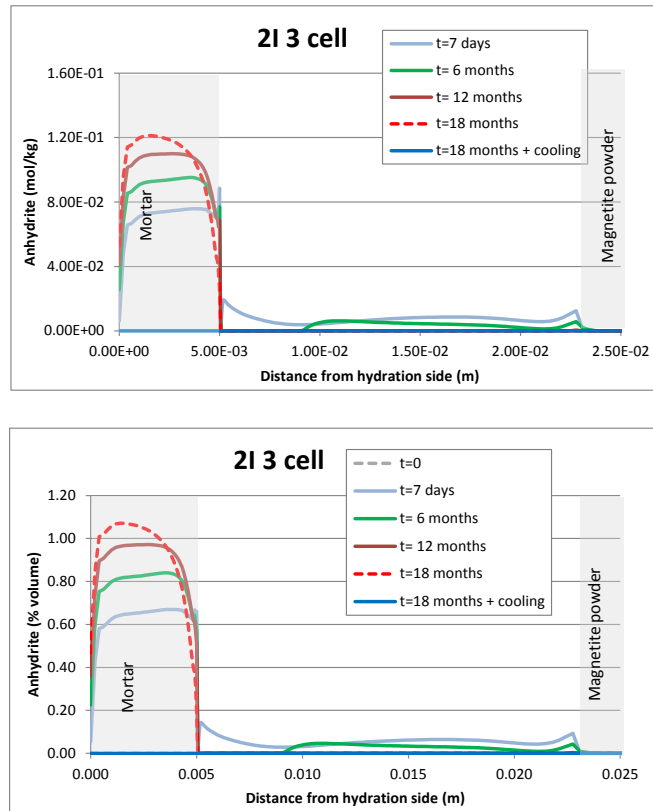 2I 3 cell
t=7 days
t= 6 months
t= 12 months
t=18 months
t=18 months + cooling
1.60E-01
1.20E-01
8.00E-02
4.00E-02
0.00E+00
Anhydrite (mol/kg)
Mortar
Magnetite powder
0.00E+00 5.00E-03 1.00E-02 1.50E-02 2.00E-02 2.50E-02
Distance from hydration side (m)
2I 3 cell
t=0
t=7 days
t= 6 months
t= 12 months
t=18 months
t=18 months + cooling
1.20
1.00
0.80
0.60
0.40
0.20
0.00
Anhydrite (% volume)
Mortar
Magnetite powder
0.000 0.005 0.010 0.015 0.020 0.025
Distance from hydration side (m)